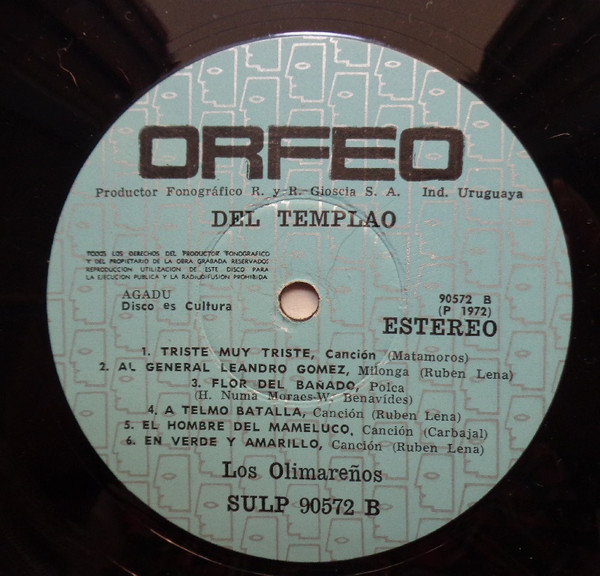 ORFEO
Productor Fonográfico R. y R. Gioscia S. A. Ind. Uruguaya
DEL TEMPLAO
TODOS LOS DERECHOS DEL PRODUCTOR FONOGRAFICO
Y DEL PROPIETARIO DE LA OBRA GRABADA RESERVADOS
REPRODUCCION UTILIZACION DE ESTE DISCO PARA
LA EJECUCION PUBLICA Y LA RADIODIFUSION PROHIBIDA
AGADU
Disco es Cultura
90572 B
(P 1972)
ESTEREO
1. TRISTE MUY TRISTE, Canción (Matamoros)
2. AL GENERAL LEANDRO GOMEZ, Milonga (Ruben Lena)
3. FLOR DEL BAÑADO, Polca
(H. Numa Moraes-W. Benavides)
4. A TELMO BATALLA, Canción (Ruben Lena)
5. EL HOMBRE DEL MAMELUCO, Canción (Carbajal)
6. EN VERDE Y AMARILLO, Canción (Ruben Lena)
Los Olimareños
SULP 90572 B